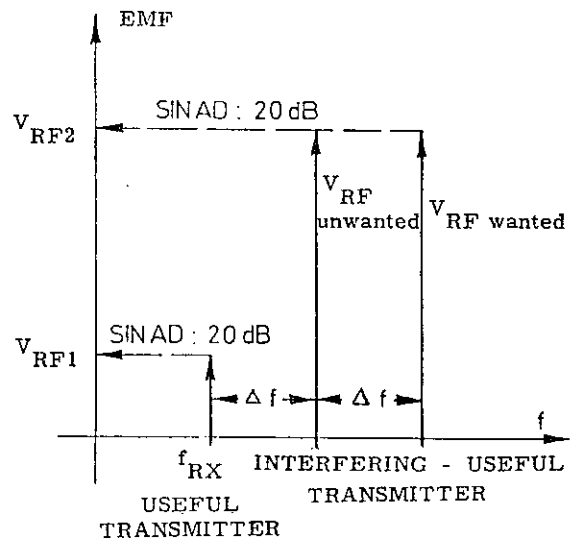 EMF
SINAD: 20 dB
V RF2
V RF
unwanted
V RF wanted
SINAD: 20 dB
V RF1
Δ f
Δ f
f
f RX
INTERFERING - USEFUL
TRANSMITTER
USEFUL
TRANSMITTER